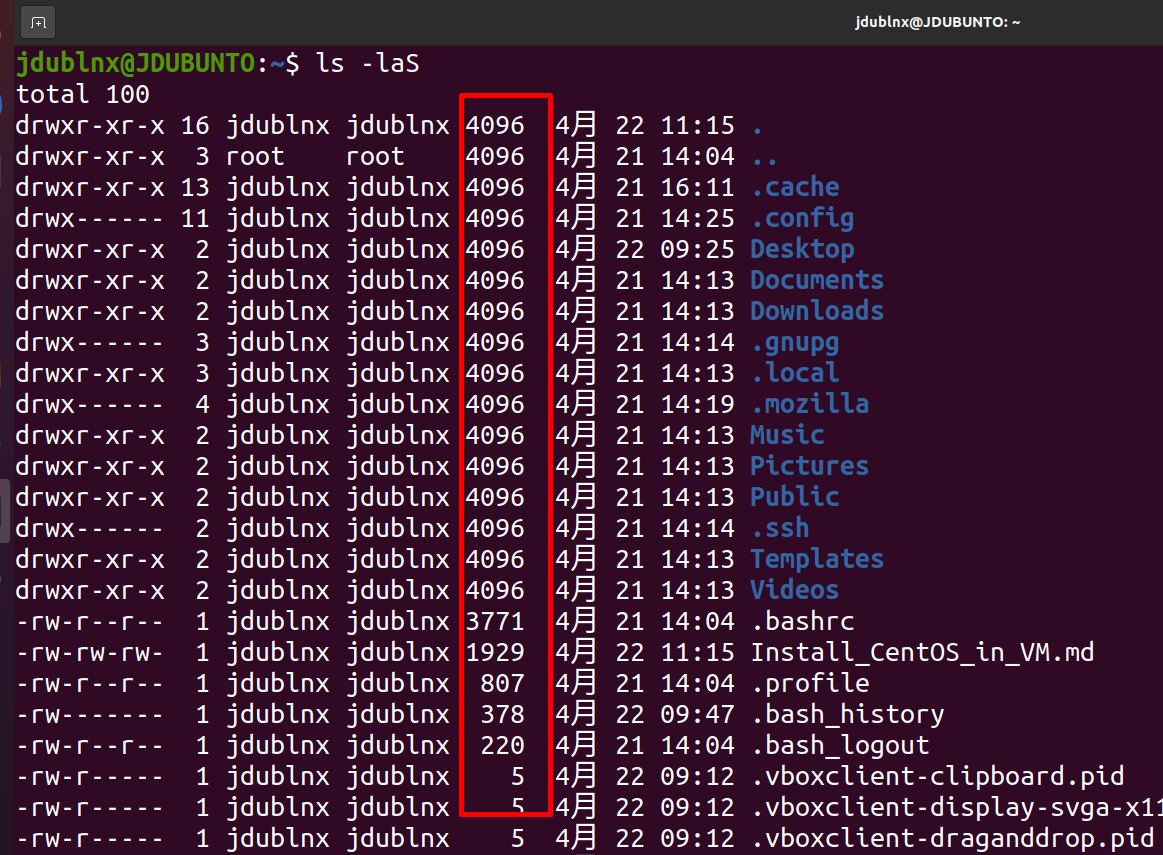 jdublnx@JDUBUNTO: ~
jdublnx@JDUBUNTO:~$ ls -laS
total 100
drwxr-xr-x 16 jdublnx jdublnx 4096 4月 22 11:15 .
drwxr-xr-x 3 root root 4096 4月 21 14:04 ..
drwxr-xr-x 13 jdublnx jdublnx 4096 4月 21 16:11 .cache
drwx------ 11 jdublnx jdublnx 4096 4月 21 14:25 .config
drwxr-xr-x 2 jdublnx jdublnx 4096 4月 22 09:25 Desktop
drwxr-xr-x 2 jdublnx jdublnx 4096 4月 21 14:13 Documents
drwxr-xr-x 2 jdublnx jdublnx 4096 4月 21 14:13 Downloads
drwx------ 3 jdublnx jdublnx 4096 4月 21 14:14 .gnupg
drwxr-xr-x 3 jdublnx jdublnx 4096 4月 21 14:13 .local
drwx------ 4 jdublnx jdublnx 4096 4月 21 14:19 .mozilla
drwxr-xr-x 2 jdublnx jdublnx 4096 4月 21 14:13 Music
drwxr-xr-x 2 jdublnx jdublnx 4096 4月 21 14:13 Pictures
drwxr-xr-x 2 jdublnx jdublnx 4096 4月 21 14:13 Public
drwx------ 2 jdublnx jdublnx 4096 4月 21 14:14 .ssh
drwxr-xr-x 2 jdublnx jdublnx 4096 4月 21 14:13 Templates
drwxr-xr-x 2 jdublnx jdublnx 4096 4月 21 14:13 Videos
-rw-r--r-- 1 jdublnx jdublnx 3771 4月 21 14:04 .bashrc
-rw-rw-rw- 1 jdublnx jdublnx 1929 4月 22 11:15 Install_CentOS_in_VM.md
-rw-r--r-- 1 jdublnx jdublnx 807 4月 21 14:04 .profile
-rw------- 1 jdublnx jdublnx 378 4月 22 09:47 .bash_history
-rw-r--r-- 1 jdublnx jdublnx 220 4月 21 14:04 .bash_logout
-rw-r----- 1 jdublnx jdublnx 5 4月 22 09:12 .vboxclient-clipboard.pid
-rw-r----- 1 jdublnx jdublnx 5 4月 22 09:12 .vboxclient-display-svga-x11
-rw-r----- 1 jdublnx jdublnx 5 4月 22 09:12 .vboxclient-draganddrop.pid